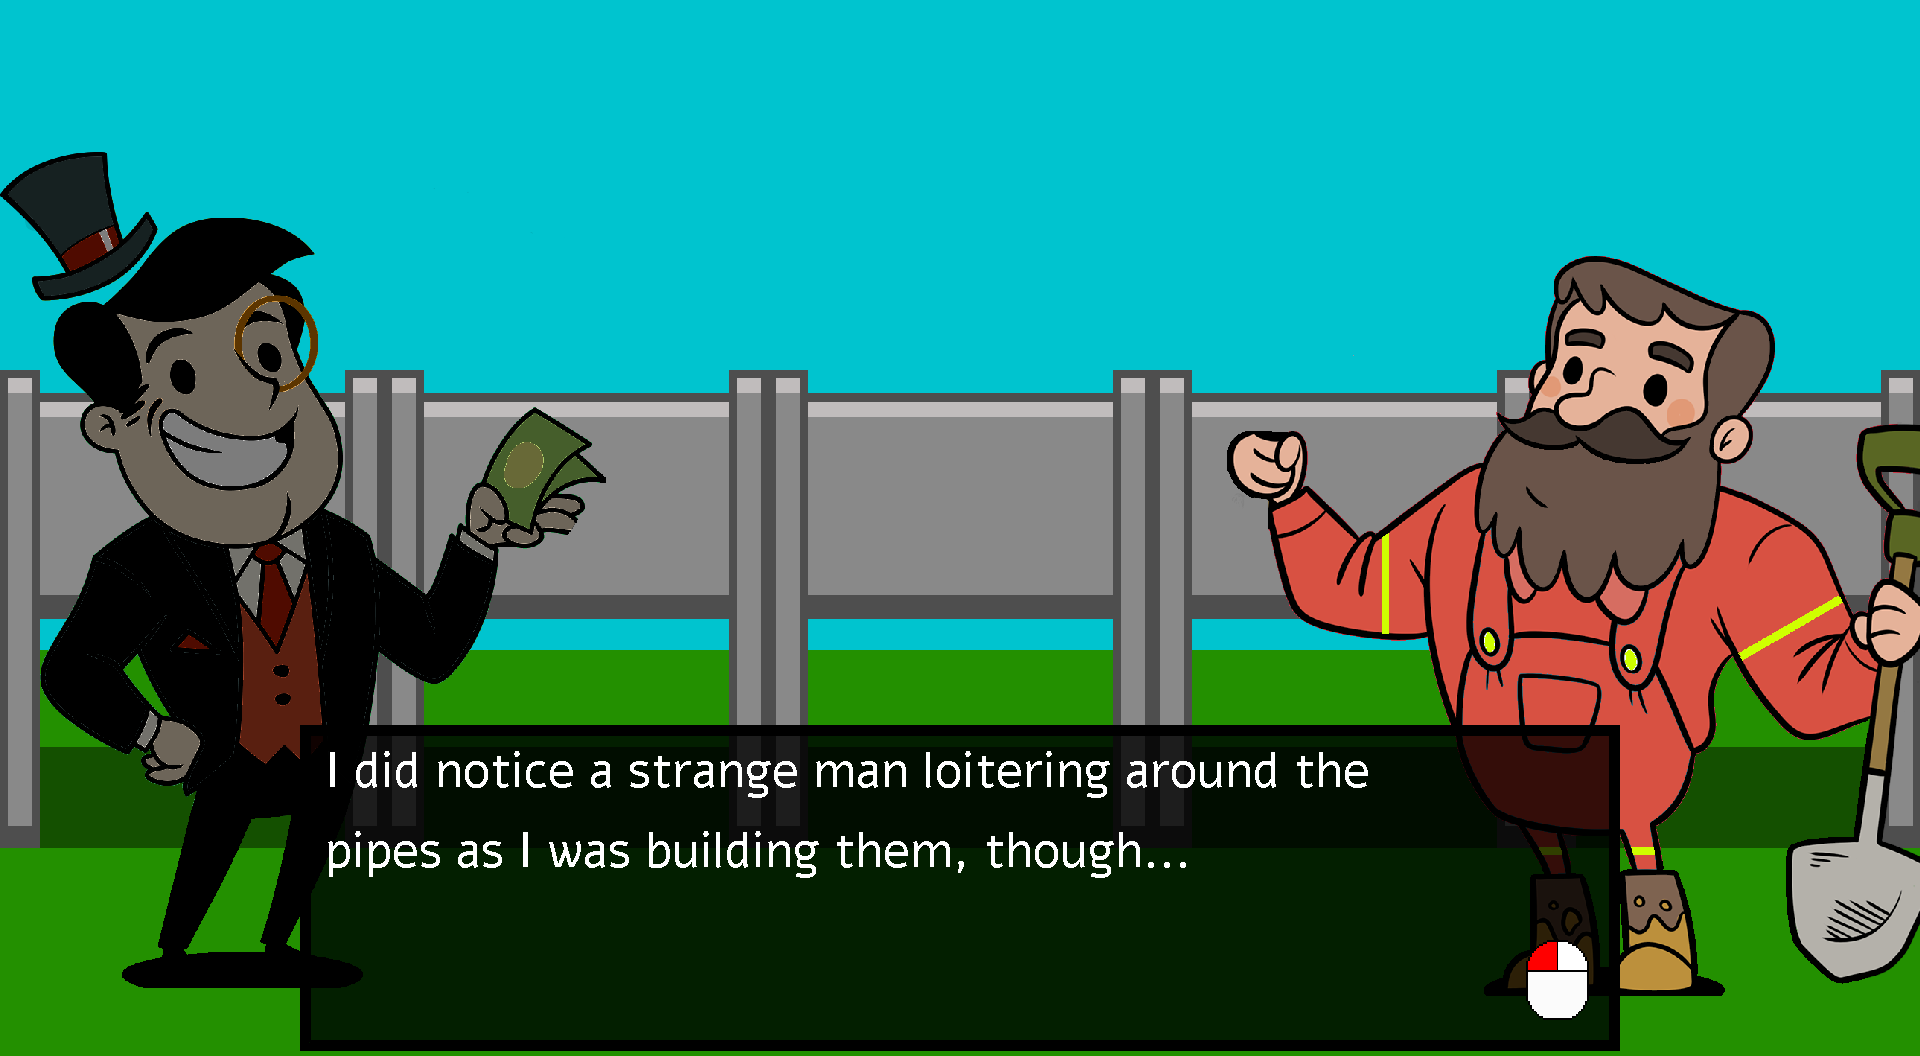 I did notice a strange man loitering around the
pipes as I was building them, though...